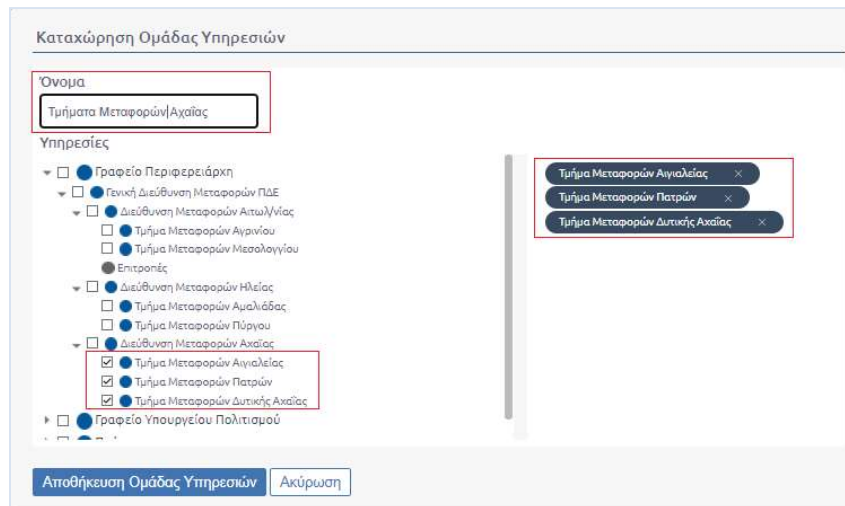 Καταχώρηση Ομάδας Υπηρεσιών
Όνομα
Τμήματα Μεταφορών Αχαΐας
Υπηρεσίες
Γραφείο Περιφερειάρχη
Γενική Διεύθυνση Μεταφορών ΠΔΕ
Διεύθυνση Μεταφορών Αιτωλ/νίας
Τμήμα Μεταφορών Αγρινίου
Τμήμα Μεταφορών Μεσολογγίου
Επιτροπές
Διεύθυνση Μεταφορών Ηλείας
Τμήμα Μεταφορών Αμαλιάδας
Τμήμα Μεταφορών Πύργου
Διεύθυνση Μεταφορών Αχαΐας
Τμήμα Μεταφορών Αιγιαλείας
Τμήμα Μεταφορών Πατρών
Τμήμα Μεταφορών Δυτικής Αχαΐας
Γραφείο Υπουργείου Πολιτισμού
Τμήμα Μεταφορών Αιγιαλείας ×
Τμήμα Μεταφορών Πατρών ×
Τμήμα Μεταφορών Δυτικής Αχαΐας ×
Αποθήκευση Ομάδας Υπηρεσιών Ακύρωση